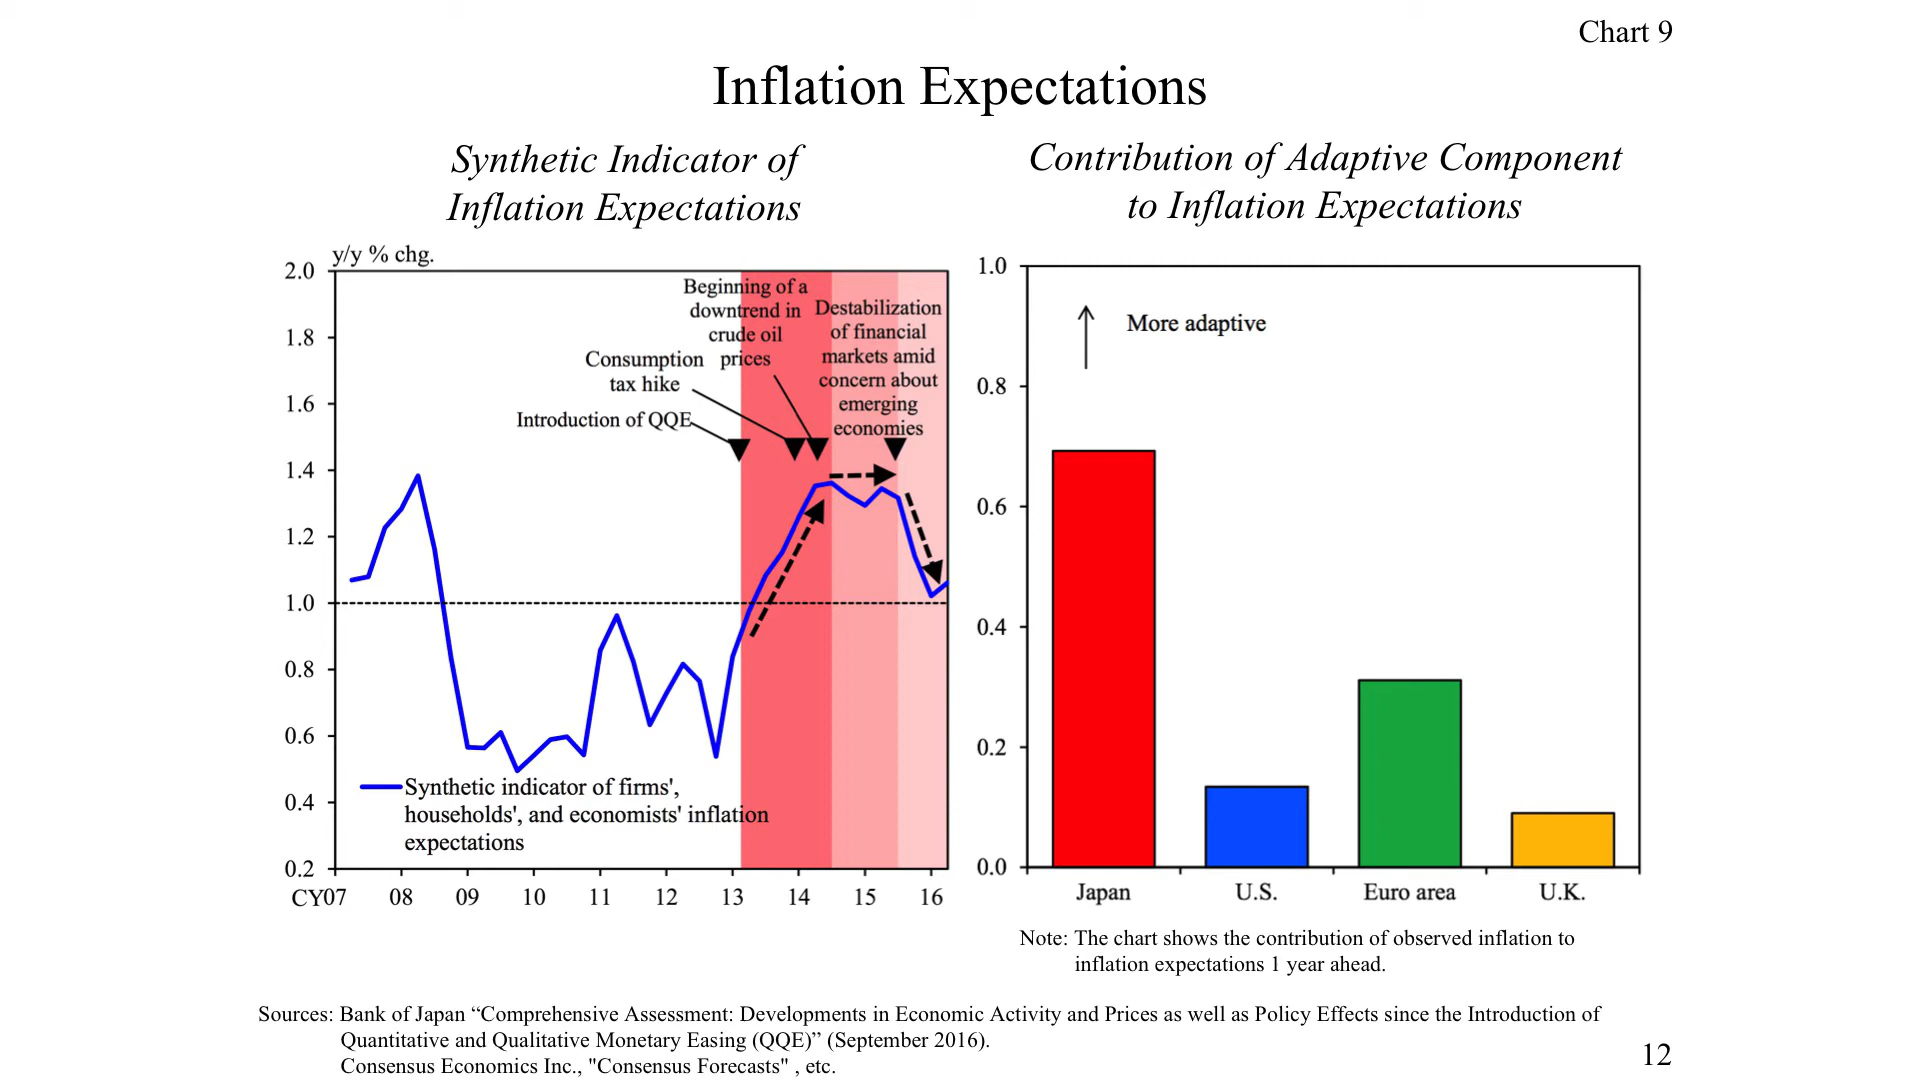 Chart 9
Inflation Expectations
Synthetic Indicator of
Inflation Expectations
y/y % chg.
2.0
1.8
1.6
1.4
1.2
1.0
0.8
0.6
0.4
0.2
Beginning of a
downtrend in
crude oil
prices
Destabilization
of financial
markets amid
concern about
emerging
economies
Consumption
tax hike
Introduction of QQE
Synthetic indicator of firms',
households', and economists' inflation
expectations
CY07 08 09 10 11 12 13 14 15 16
Contribution of Adaptive Component
to Inflation Expectations
1.0
0.8
0.6
0.4
0.2
0.0
More adaptive
Japan U.S. Euro area U.K.
Note: The chart shows the contribution of observed inflation to
inflation expectations 1 year ahead.
Sources: Bank of Japan “Comprehensive Assessment: Developments in Economic Activity and Prices as well as Policy Effects since the Introduction of
Quantitative and Qualitative Monetary Easing (QQE)” (September 2016).
Consensus Economics Inc., "Consensus Forecasts" , etc.
12